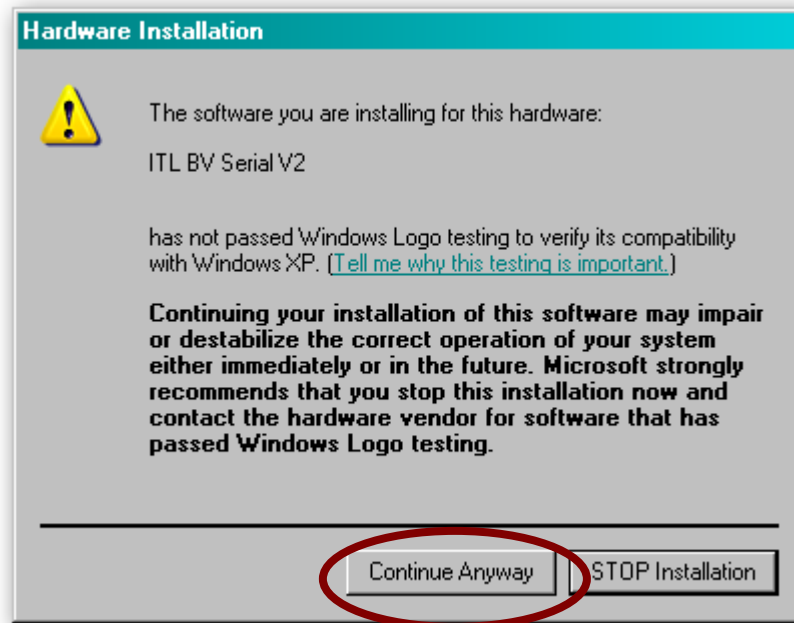 Hardware Installation
The software you are installing for this hardware:
ITL BV Serial V2
has not passed Windows Logo testing to verify its compatibility
with Windows XP. (Tell me why this testing is important.)
Continuing your installation of this software may impair
or destabilize the correct operation of your system
either immediately or in the future. Microsoft strongly
recommends that you stop this installation now and
contact the hardware vendor for software that has
passed Windows Logo testing.
Continue Anyway STOP Installation